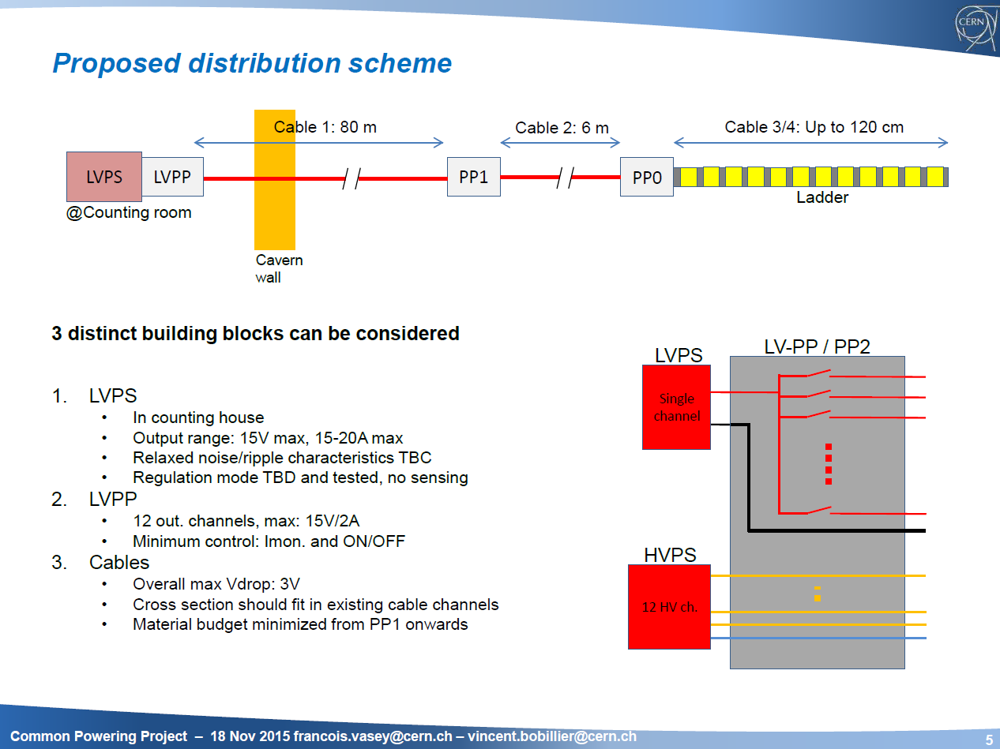 CERN
Proposed distribution scheme
Cable 1: 80 m
Cable 2: 6 m
Cable 3/4: Up to 120 cm
LVPS
LVPP
PP1
PP0
@Counting room
Ladder
Cavern
wall
3 distinct building blocks can be considered
1. LVPS
• In counting house
• Output range: 15V max, 15-20A max
• Relaxed noise/ripple characteristics TBC
• Regulation mode TBD and tested, no sensing
2. LVPP
• 12 out. channels, max: 15V/2A
• Minimum control: Imon. and ON/OFF
3. Cables
• Overall max Vdrop: 3V
• Cross section should fit in existing cable channels
• Material budget minimized from PP1 onwards
LVPS
LV-PP / PP2
Single
channel
HVPS
12 HV ch.
Common Powering Project – 18 Nov 2015 francois.vasey@cern.ch – vincent.bobillier@cern.ch
5